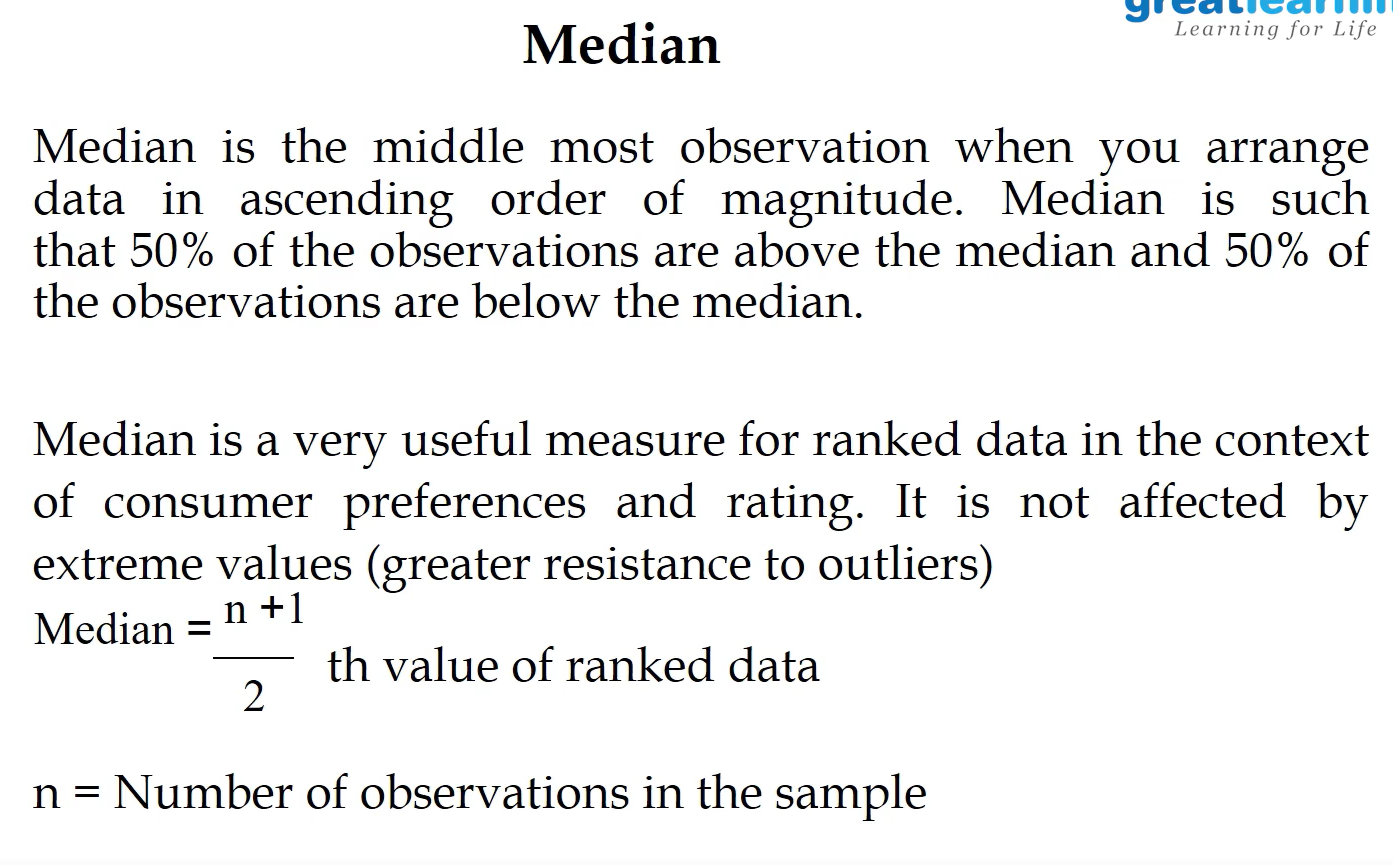 Learning for Life
Median
Median is the middle most observation when you arrange
data in ascending order of magnitude. Median is such
that 50% of the observations are above the median and 50% of
the observations are below the median.
Median is a very useful measure for ranked data in the context
of consumer preferences and rating. It is not affected by
extreme values (greater resistance to outliers)
Median = n +1
2
th value of ranked data
n = Number of observations in the sample